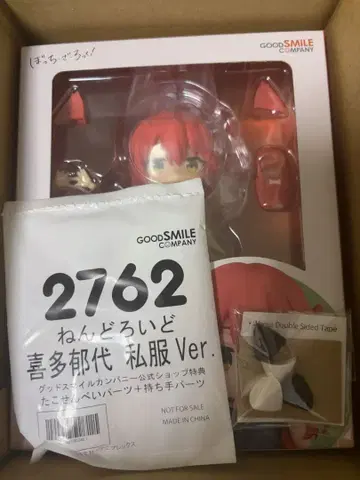 ぼっち・ざ・ろっく!
GOODSMILE
COMPANY
GOODSMILE
COMPANY
2762
ねんどろいど
喜多郁代 私服Ver.
グッドスマイルカンパニー公式ショップ特典
たこせんべいパーツ+持ち手パーツ
NOT FOR SALE
MADE IN CHINA
Double Sided Tape